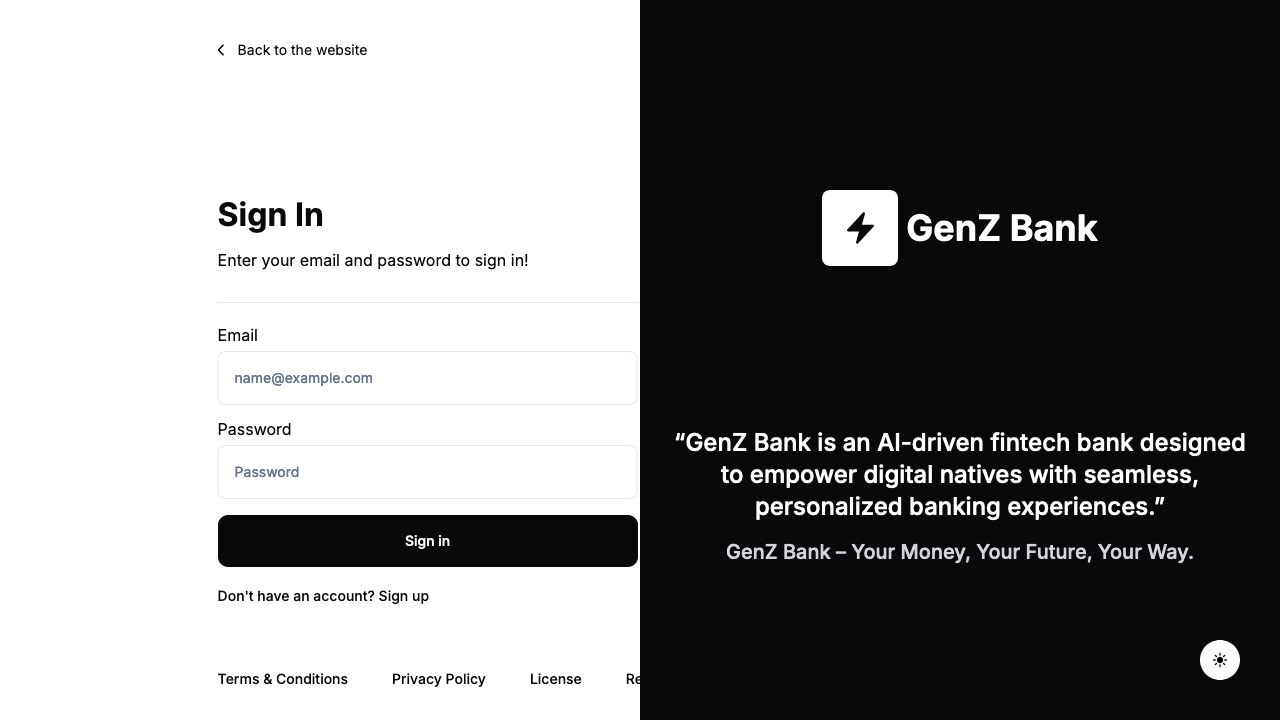 Back to the website
Sign In
Enter your email and password to sign in!
Email
name@example.com
Password
Password
Sign in
Don't have an account? Sign up
Terms & Conditions
Privacy Policy
License
GenZ Bank
“GenZ Bank is an AI-driven fintech bank designed
to empower digital natives with seamless,
personalized banking experiences.”
GenZ Bank – Your Money, Your Future, Your Way.